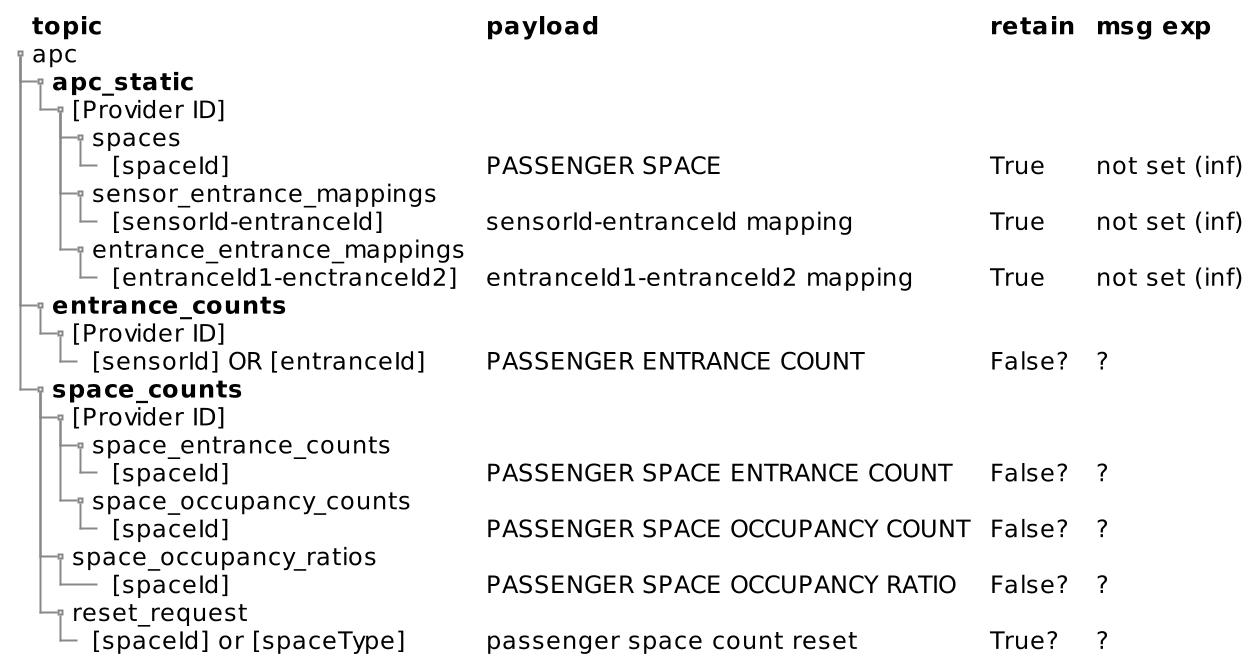 topic payload retain msg exp
apc
apc_static
[Provider ID]
spaces
[spaceId] PASSENGER SPACE True not set (inf)
sensor_entrance_mappings
[sensorId-entranceId] sensorId-entranceId mapping True not set (inf)
entrance_entrance_mappings
[entranceId1-enctranceId2] entranceId1-entranceId2 mapping True not set (inf)
entrance_counts
[Provider ID]
[sensorId] OR [entranceId] PASSENGER ENTRANCE COUNT False? ?
space_counts
[Provider ID]
space_entrance_counts
[spaceId] PASSENGER SPACE ENTRANCE COUNT False? ?
space_occupancy_counts
[spaceId] PASSENGER SPACE OCCUPANCY COUNT False? ?
space_occupancy_ratios
[spaceId] PASSENGER SPACE OCCUPANCY RATIO False? ?
reset_request
[spaceId] or [spaceType] passenger space count reset True? ?